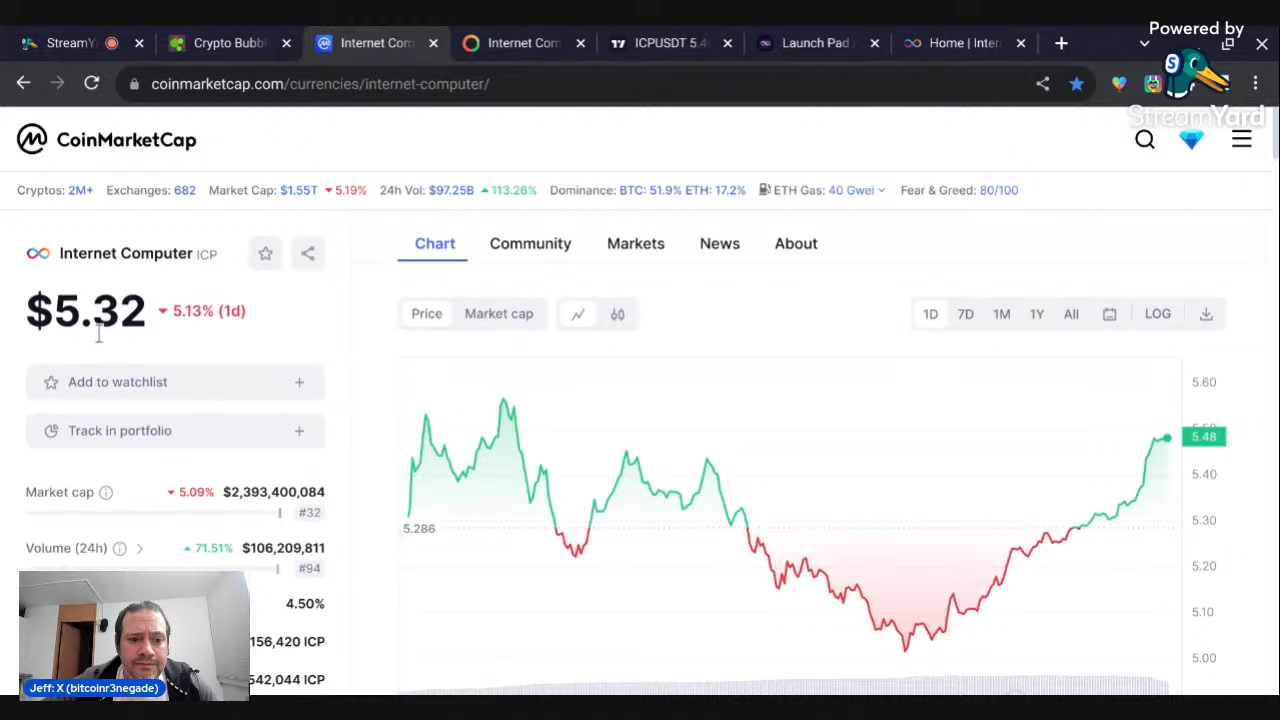 Powered by
StreamYard
StreamY
Crypto Bubbl
Internet Com
Internet Com
ICPUSDT 5.4
Launch Pad
Home | Inter
coinmarketcap.com/currencies/internet-computer/
CoinMarketCap
Cryptos: 2M+ Exchanges: 682 Market Cap: $1.55T 5.19% 24h Vol: $97.25B 113.26% Dominance: BTC: 51.9% ETH: 17.2% ETH Gas: 40 Gwei Fear & Greed: 80/100
Internet Computer ICP
$5.32 5.13% (1d)
Add to watchlist +
Track in portfolio +
Market cap 5.09% $2,393,400,084
#32
Volume (24h) 71.51% $106,209,811
#94
4.50%
156,420 ICP
542,044 ICP
Chart Community Markets News About
Price Market cap
1D 7D 1M 1Y All LOG
5.60
5.48
5.40
5.30
5.20
5.10
5.00
5.286
Jeff: X (bitcoinr3negade)